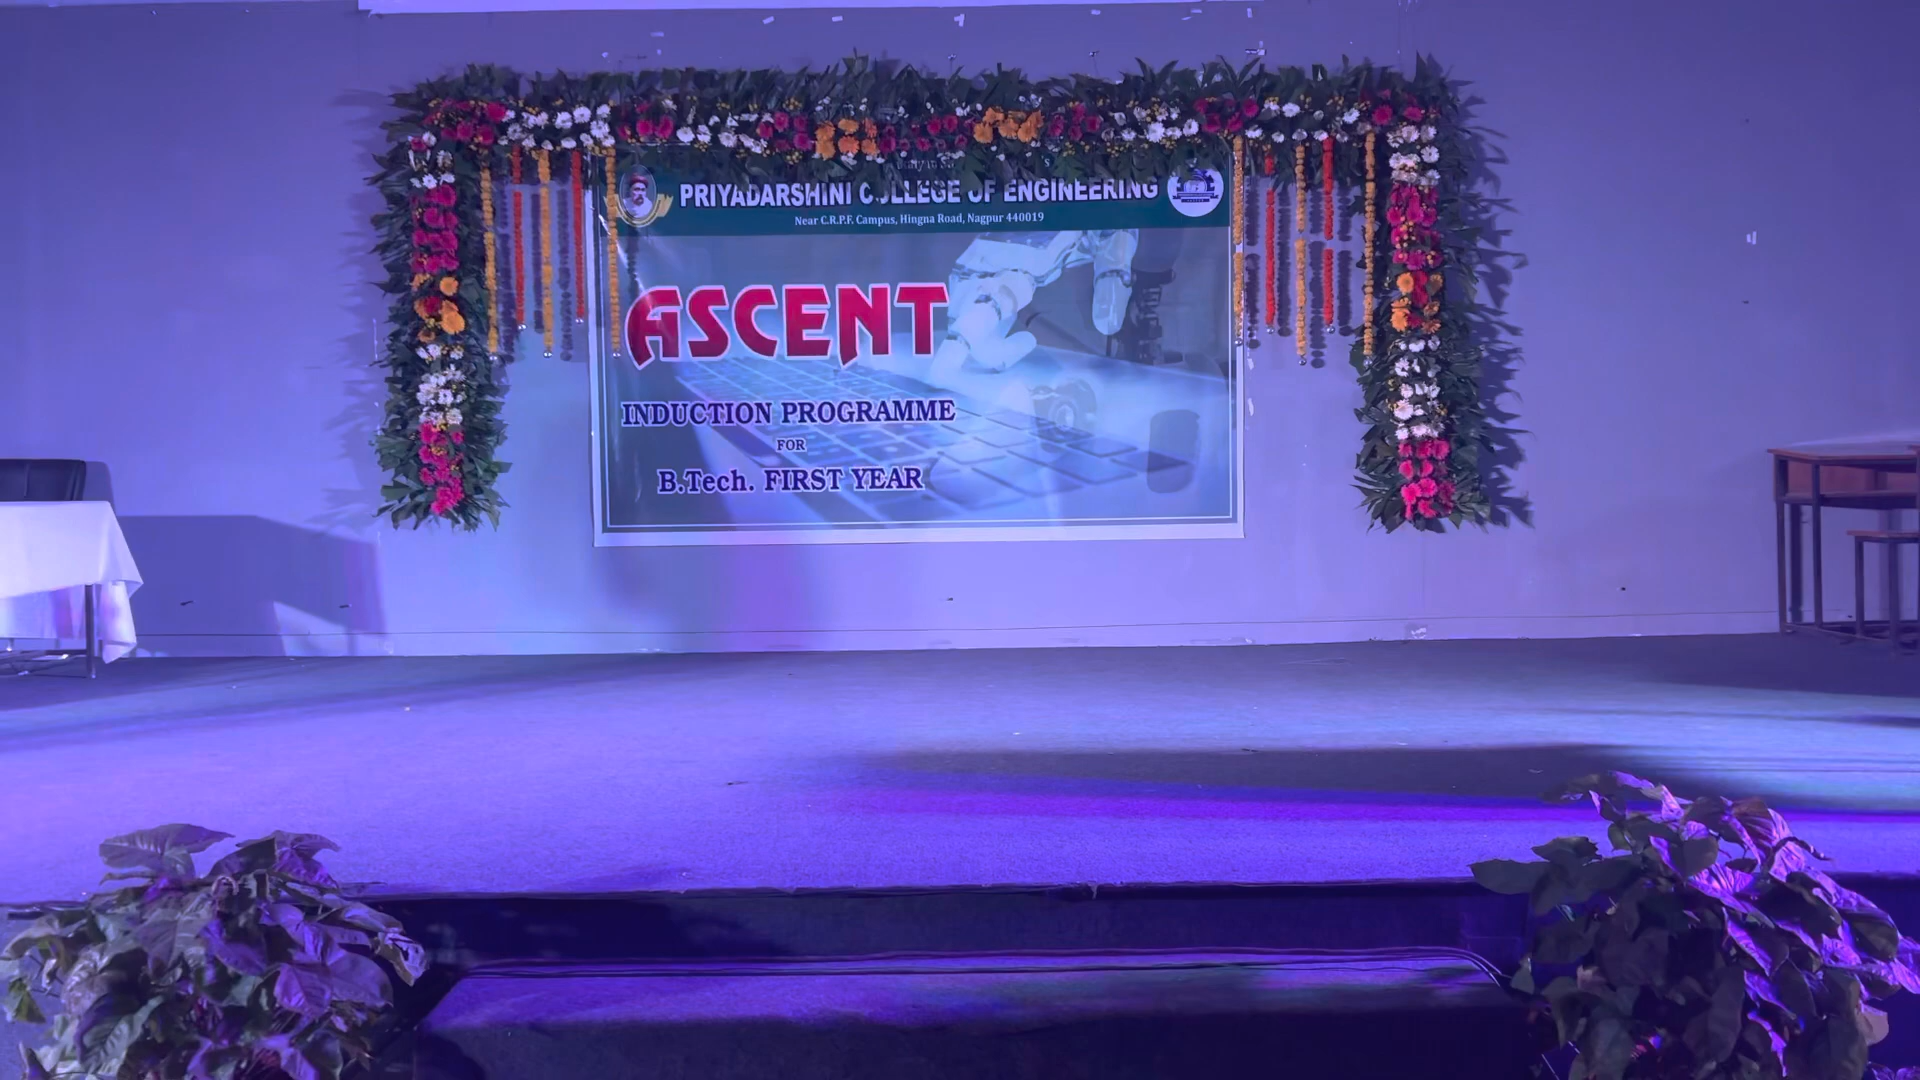 PRIYADARSHINI COLLEGE OF ENGINEERING
Near C.R.P.F. Campus, Hingna Road, Nagpur 440019
ASCENT
INDUCTION PROGRAMME
FOR
B.Tech. FIRST YEAR